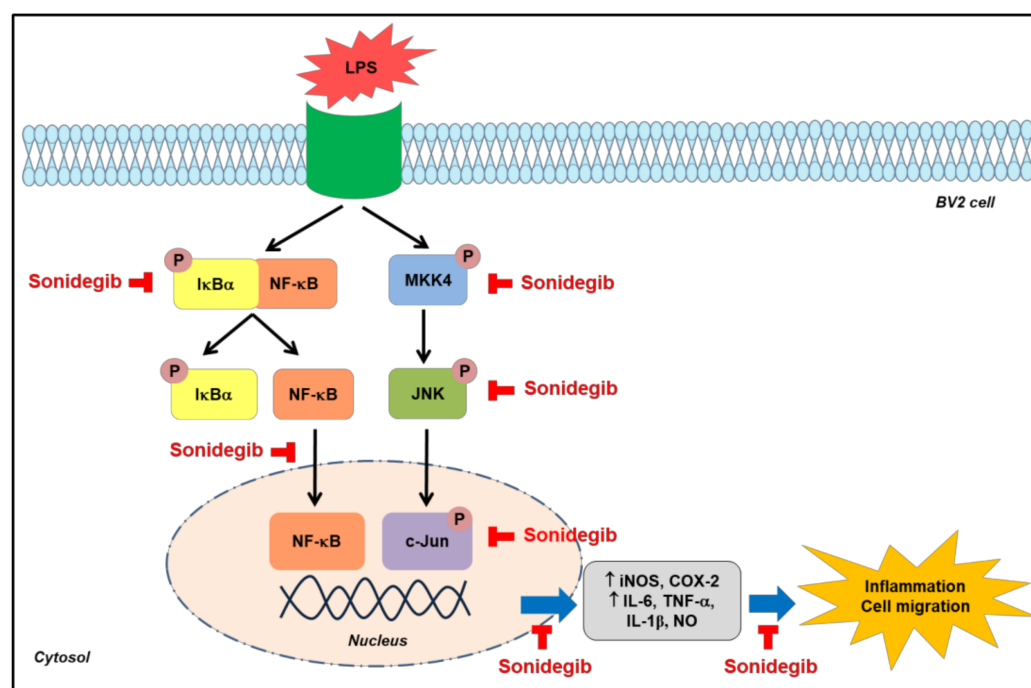 LPS
BV2 cell
P
P
Sonidegib
IκBα
NF-κB
MKK4
Sonidegib
P
P
IκBα
NF-κB
JNK
Sonidegib
Sonidegib
P
NF-κB
c-Jun
Sonidegib
↑ iNOS, COX-2
↑ IL-6, TNF-α,
IL-1β, NO
Inflammation
Cell migration
Nucleus
Cytosol
Sonidegib
Sonidegib